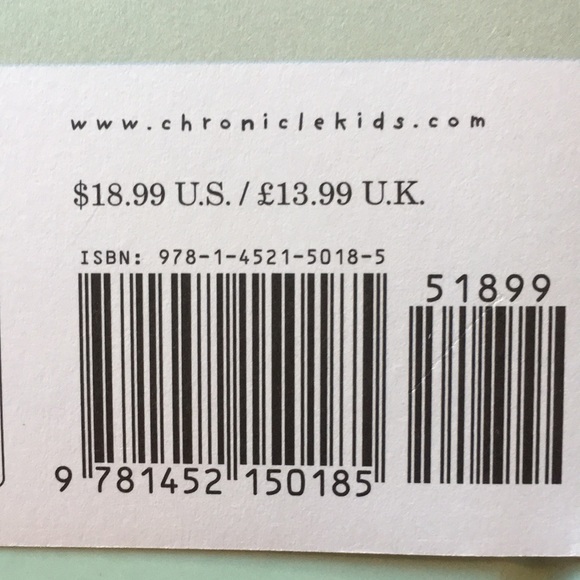 www.chroniclekids.com
$18.99 U.S. / £13.99 U.K.
ISBN: 978-1-4521-5018-5
51899
9 781452 150185